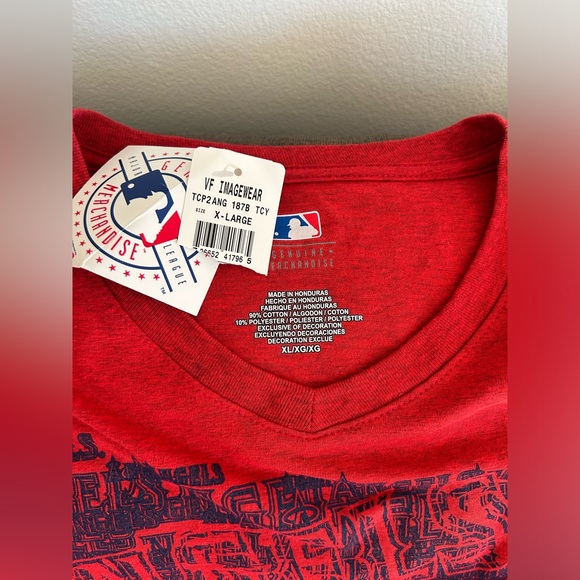 GENUINE
MERCHANDISE
MAJOR LEAGUE
TM
VF IMAGEWEAR
TCP2ANG 187B TCY
SIZE X-LARGE
41796 5
GENUINE
MERCHANDISE
MADE IN HONDURAS
HECHO EN HONDURAS
FABRIQUE AU HONDURAS
90% COTTON / ALGODON / COTON
10% POLYESTER / POLIESTER / POLYESTER
EXCLUSIVE OF DECORATION
EXCLUYENDO DECORACIONES
DECORATION EXCLUE
XL/XG/XG